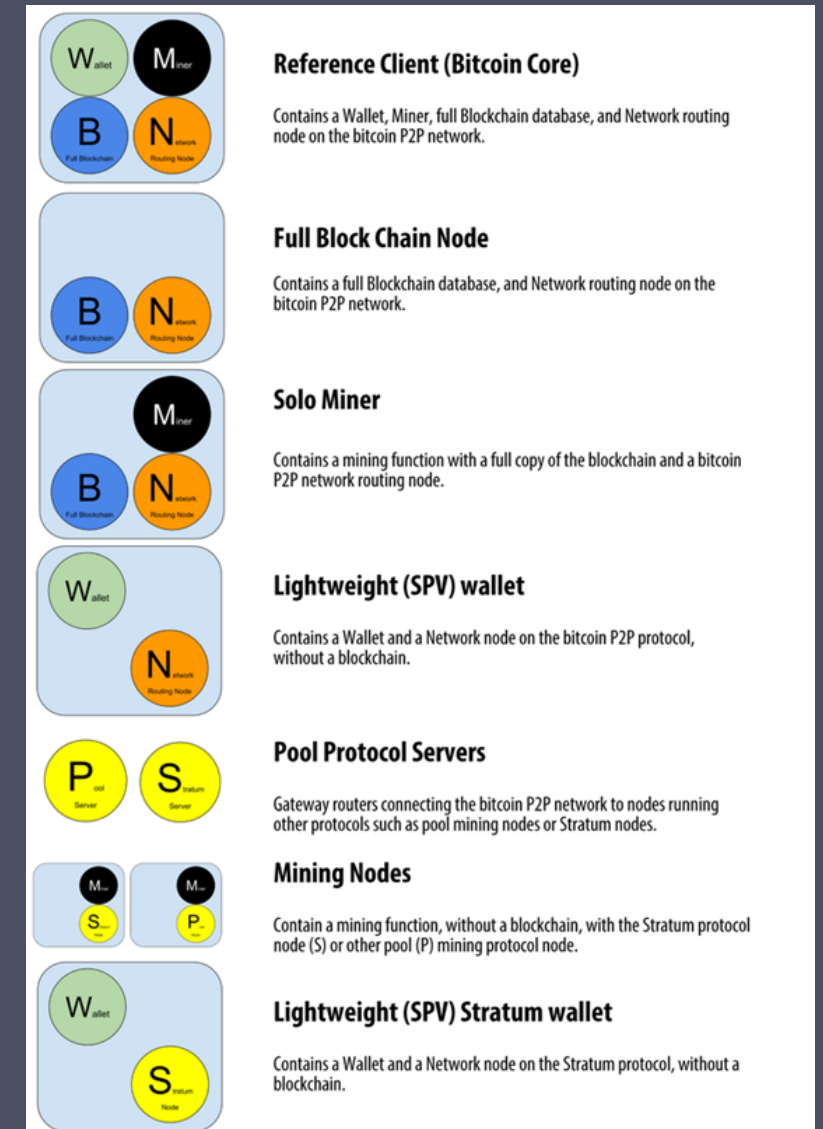 Wallet
Miner
B
Full Blockchain
Network
Routing Node
Reference Client (Bitcoin Core)
Contains a Wallet, Miner, full Blockchain database, and Network routing
node on the bitcoin P2P network.
B
Full Blockchain
Network
Routing Node
Full Block Chain Node
Contains a full Blockchain database, and Network routing node on the
bitcoin P2P network.
Miner
B
Full Blockchain
Network
Routing Node
Solo Miner
Contains a mining function with a full copy of the blockchain and a bitcoin
P2P network routing node.
Wallet
Network
Routing Node
Lightweight (SPV) wallet
Contains a Wallet and a Network node on the bitcoin P2P protocol,
without a blockchain.
Pool
Server
Stratum
Server
Pool Protocol Servers
Gateway routers connecting the bitcoin P2P network to nodes running
other protocols such as pool mining nodes or Stratum nodes.
Miner
Stratum
Node
Miner
Pool
Node
Mining Nodes
Contain a mining function, without a blockchain, with the Stratum protocol
node (S) or other pool (P) mining protocol node.
Wallet
Stratum
Node
Lightweight (SPV) Stratum wallet
Contains a Wallet and a Network node on the Stratum protocol, without a
blockchain.